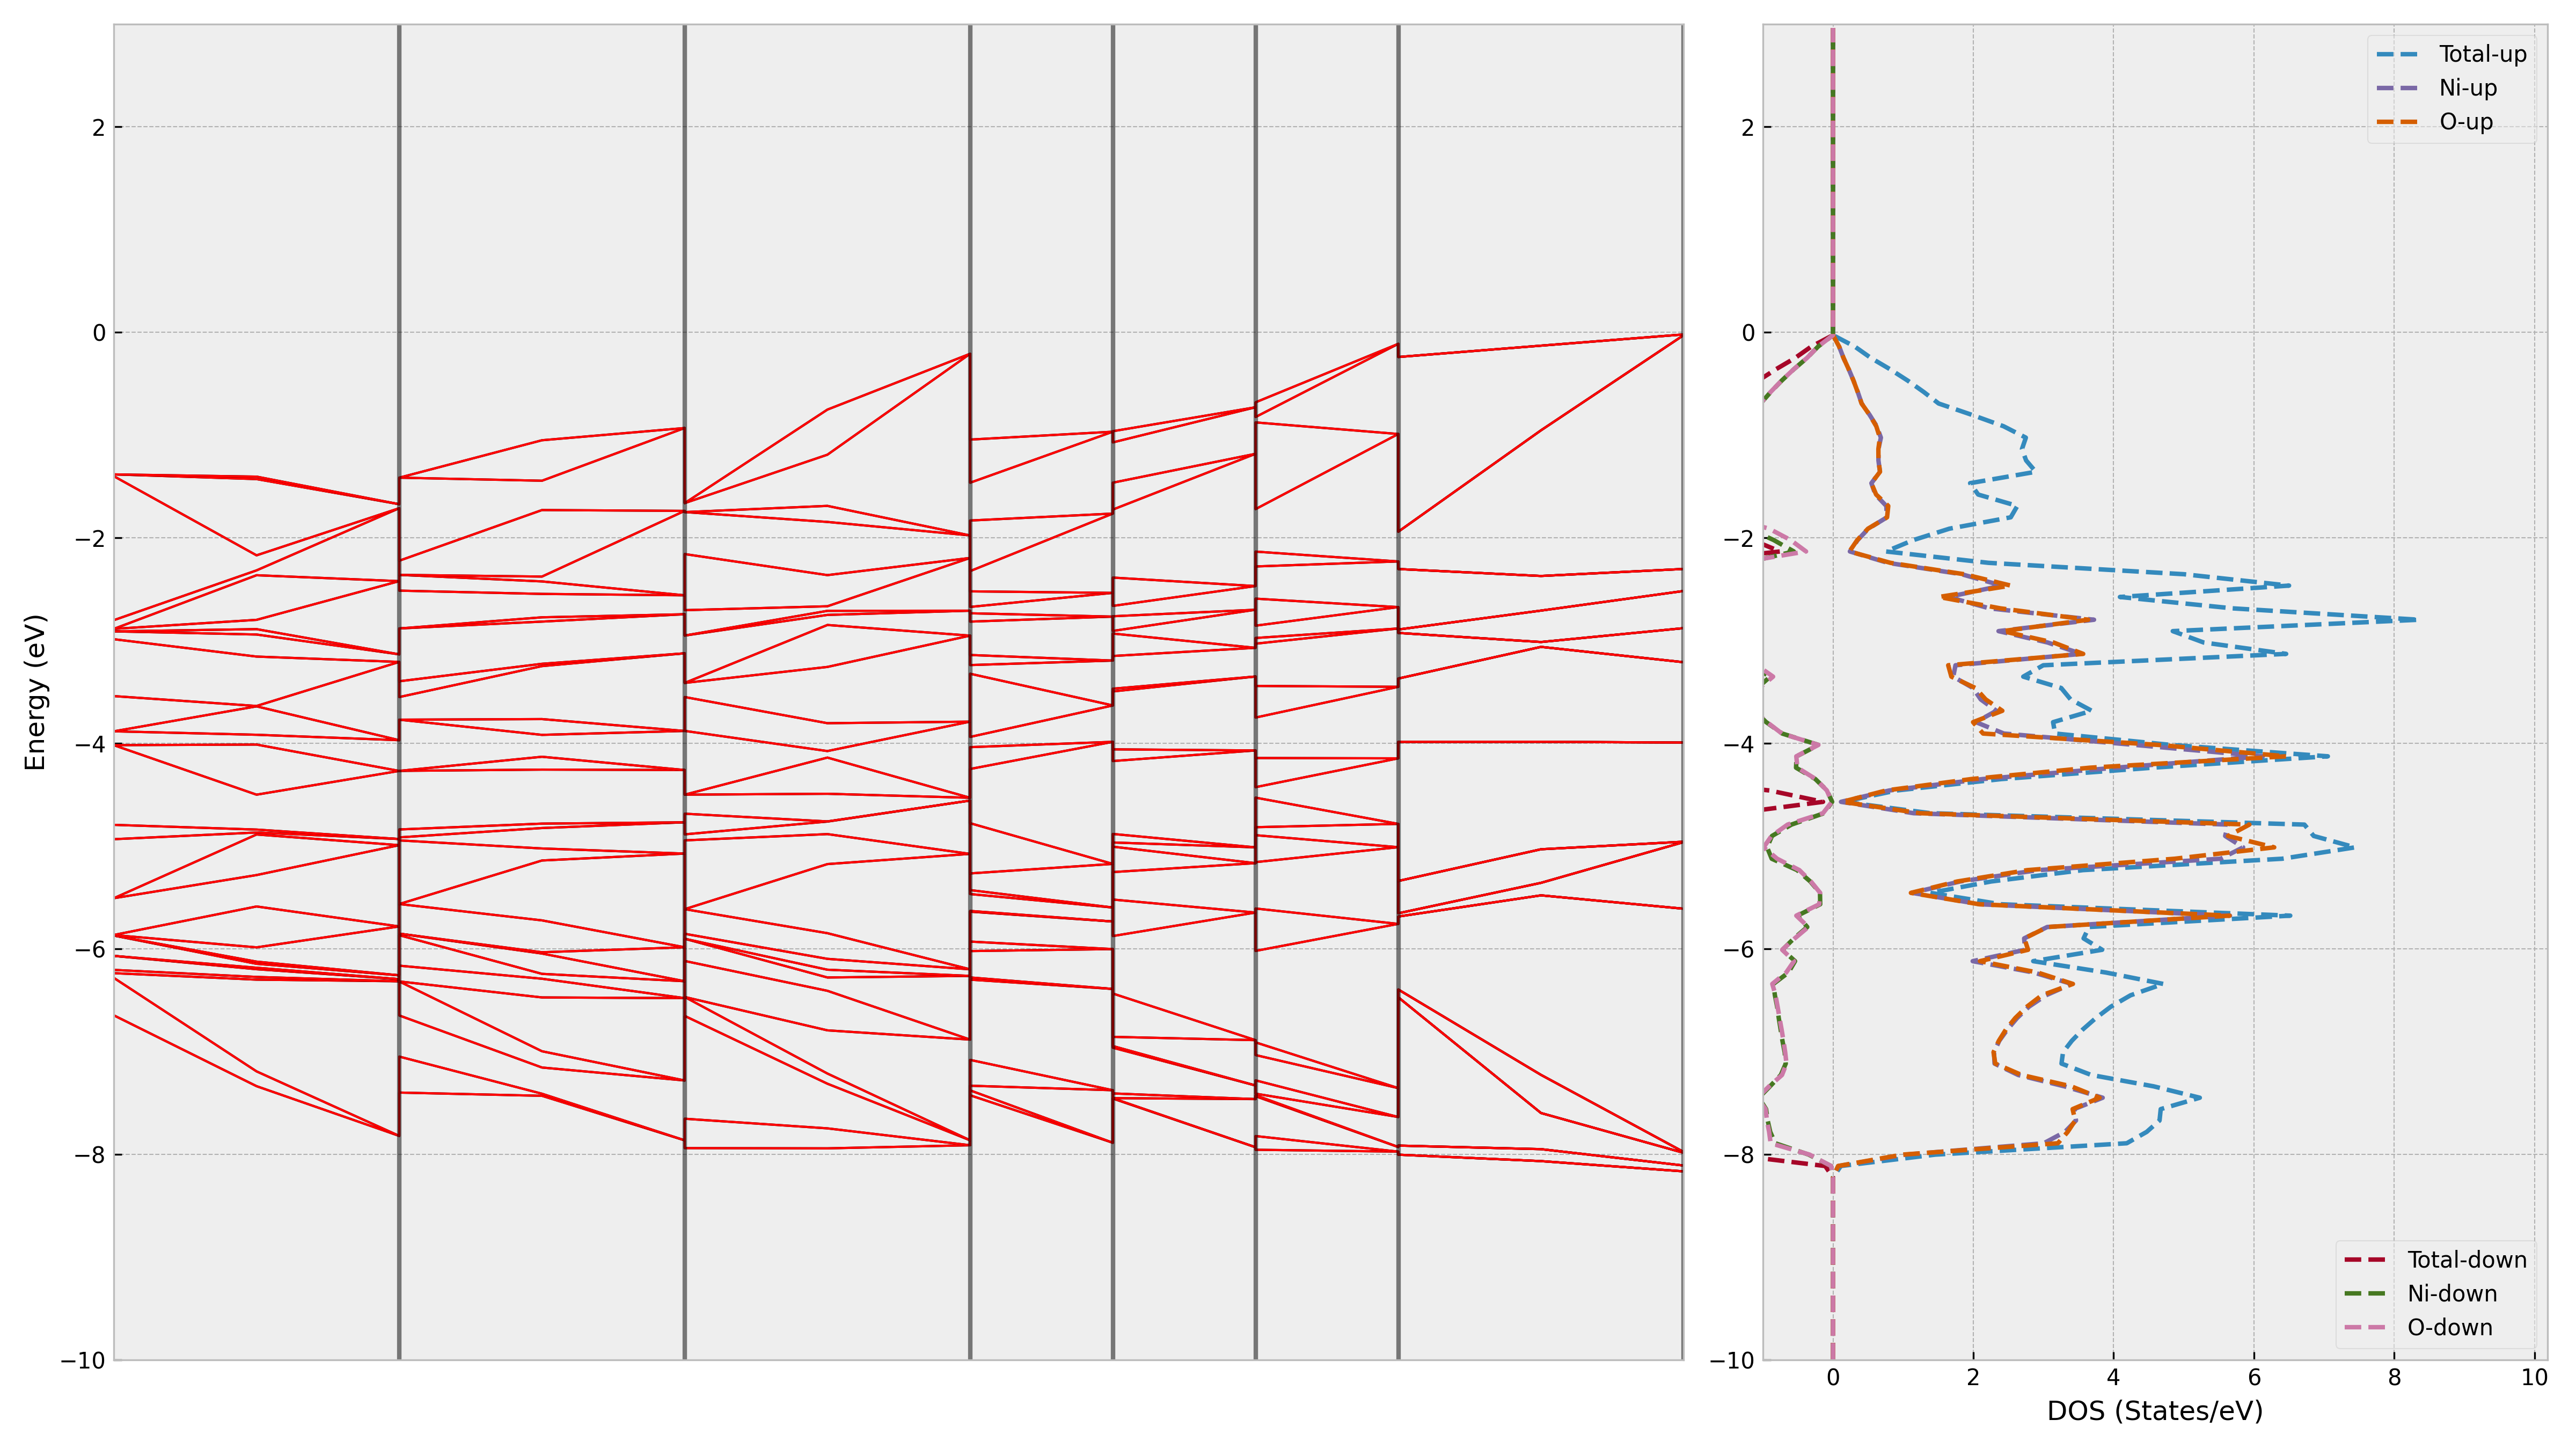 Energy (eV)
2
0
−2
−4
−6
−8
−10
2
0
−2
−4
−6
−8
−10
Total-up
Ni-up
O-up
Total-down
Ni-down
O-down
0 2 4 6 8 10
DOS (States/eV)